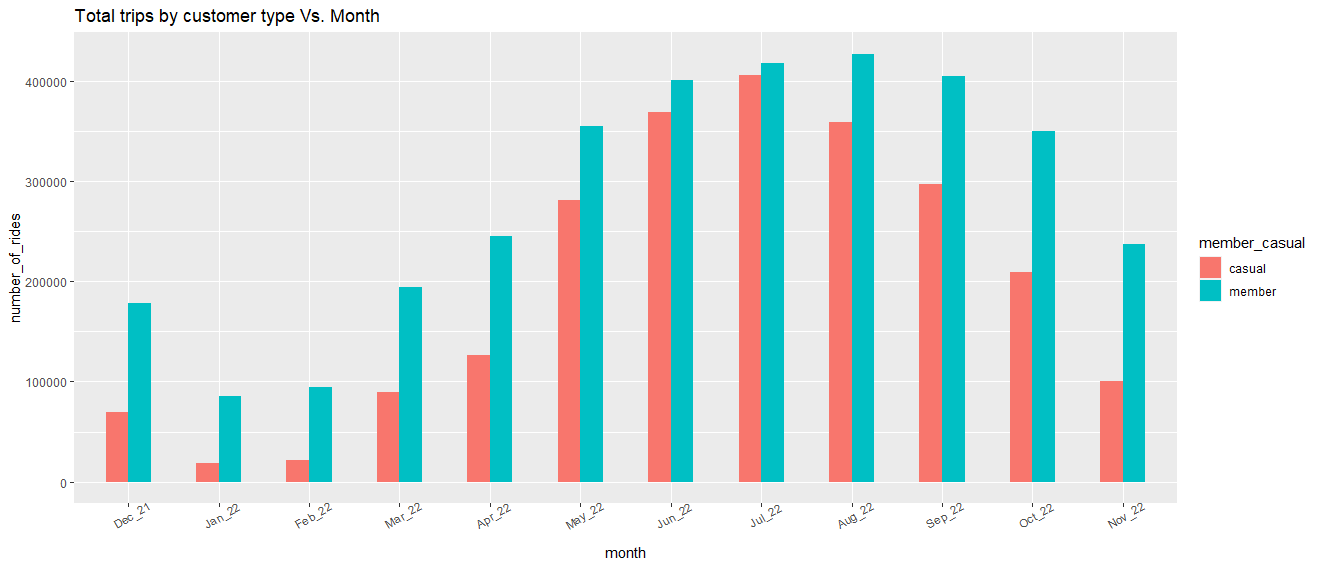 Total trips by customer type Vs. Month
number_of_rides
400000
300000
200000
100000
0
Dec_21 Jan_22 Feb_22 Mar_22 Apr_22 May_22 Jun_22 Jul_22 Aug_22 Sep_22 Oct_22 Nov_22
month
member_casual
casual
member